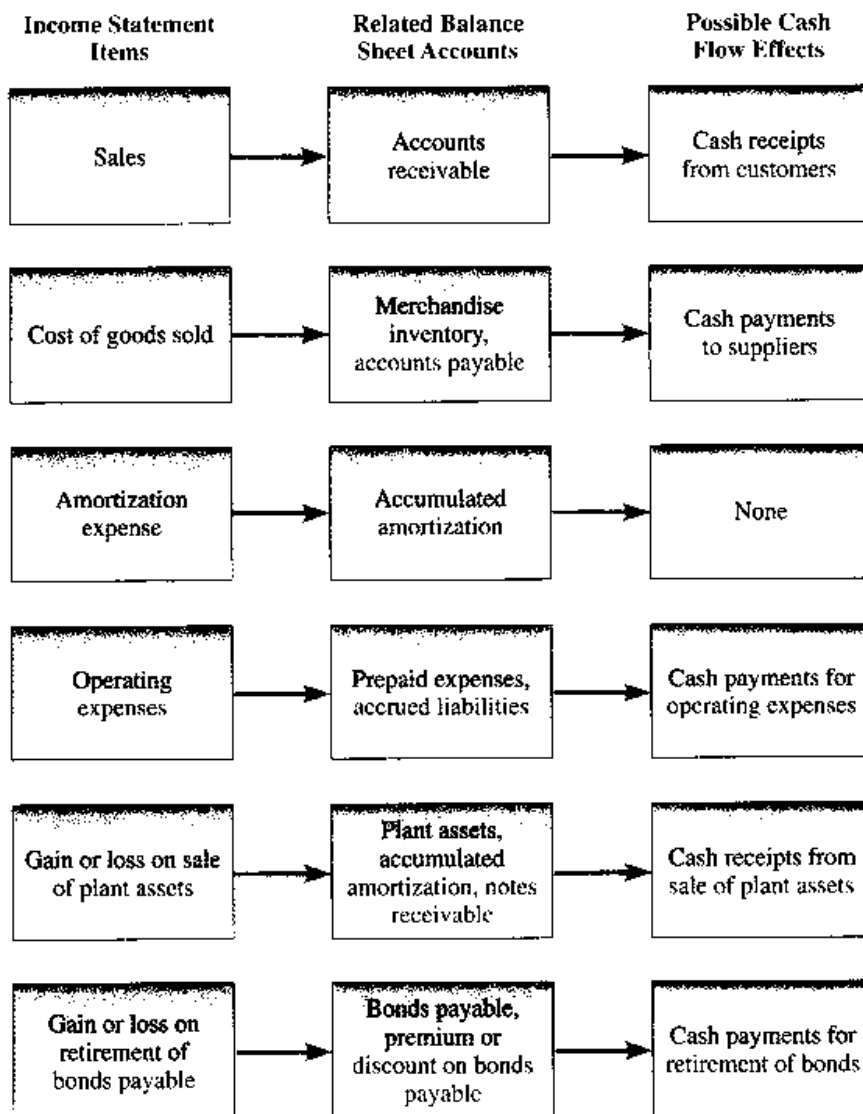 Income Statement
Items
Related Balance
Sheet Accounts
Possible Cash
Flow Effects
Sales
Accounts
receivable
Cash receipts
from customers
Cost of goods sold
Merchandise
inventory,
accounts payable
Cash payments
to suppliers
Amortization
expense
Accumulated
amortization
None
Operating
expenses
Prepaid expenses,
accrued liabilities
Cash payments for
operating expenses
Gain or loss on sale
of plant assets
Plant assets,
accumulated
amortization, notes
receivable
Cash receipts from
sale of plant assets
Gain or loss on
retirement of
bonds payable
Bonds payable,
premium or
discount on bonds
payable
Cash payments for
retirement of bonds